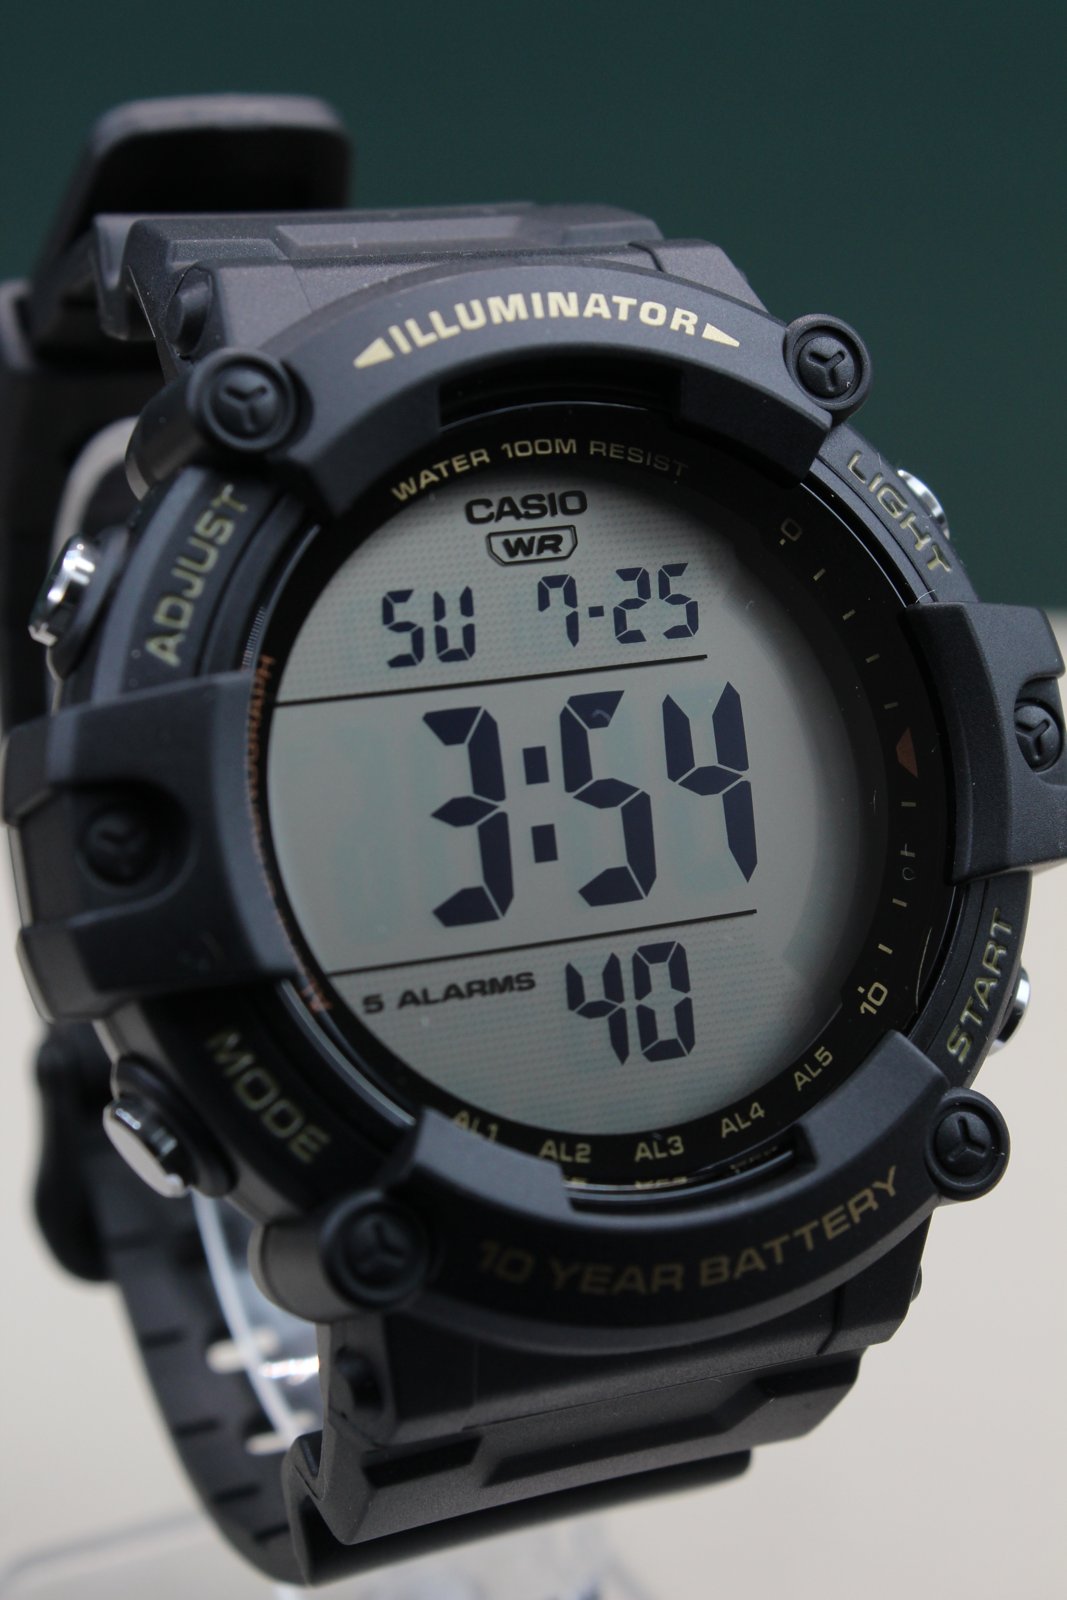 ILLUMINATOR
WATER 100M RESIST
CASIO
WR
ADJUST
LIGHT
SU 7-25
3:54
5 ALARMS 40
MODE
START
0
10
AL1 AL2 AL3 AL4 AL5
10 YEAR BATTERY